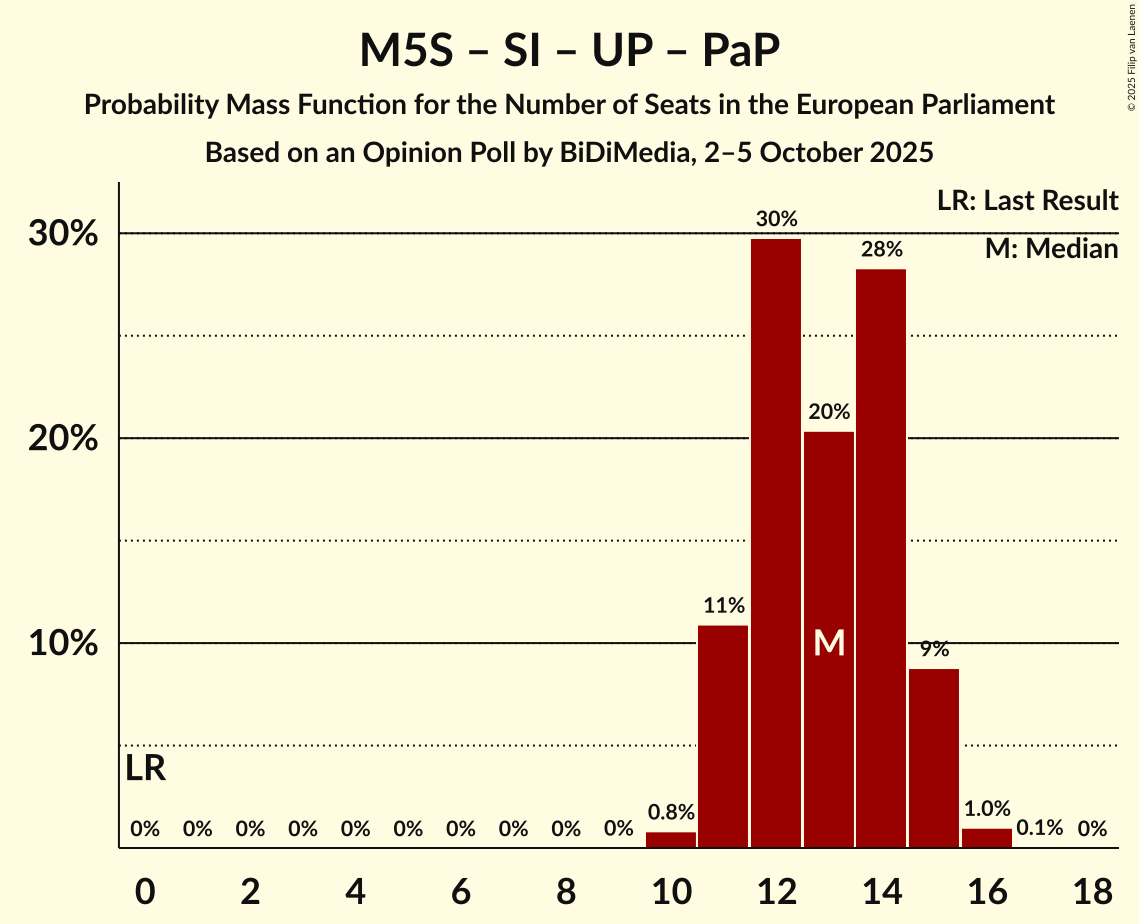 M5S – SI – UP – PaP
Probability Mass Function for the Number of Seats in the European Parliament
Based on an Opinion Poll by BiDiMedia, 2–5 October 2025
© 2025 Filip van Laenen
LR: Last Result
M: Median
30%
20%
10%
30%
28%
20%
11%
M
9%
LR
0% 0% 0% 0% 0% 0% 0% 0% 0% 0% 0.8% 1.0% 0.1% 0%
0 2 4 6 8 10 12 14 16 18